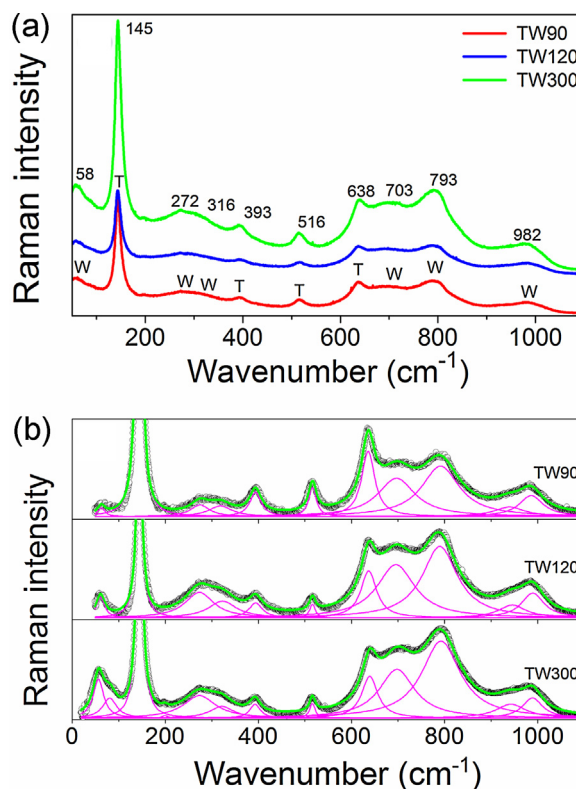 (a)
145
TW90
TW120
TW300
58
T
272
316
393
516
638
703
793
982
W
W
W
T
T
T
W
W
W
Raman intensity
200
400
600
800
1000
Wavenumber (cm⁻¹)
(b)
TW90
TW120
TW300
Raman intensity
0
200
400
600
800
1000
Wavenumber (cm⁻¹)